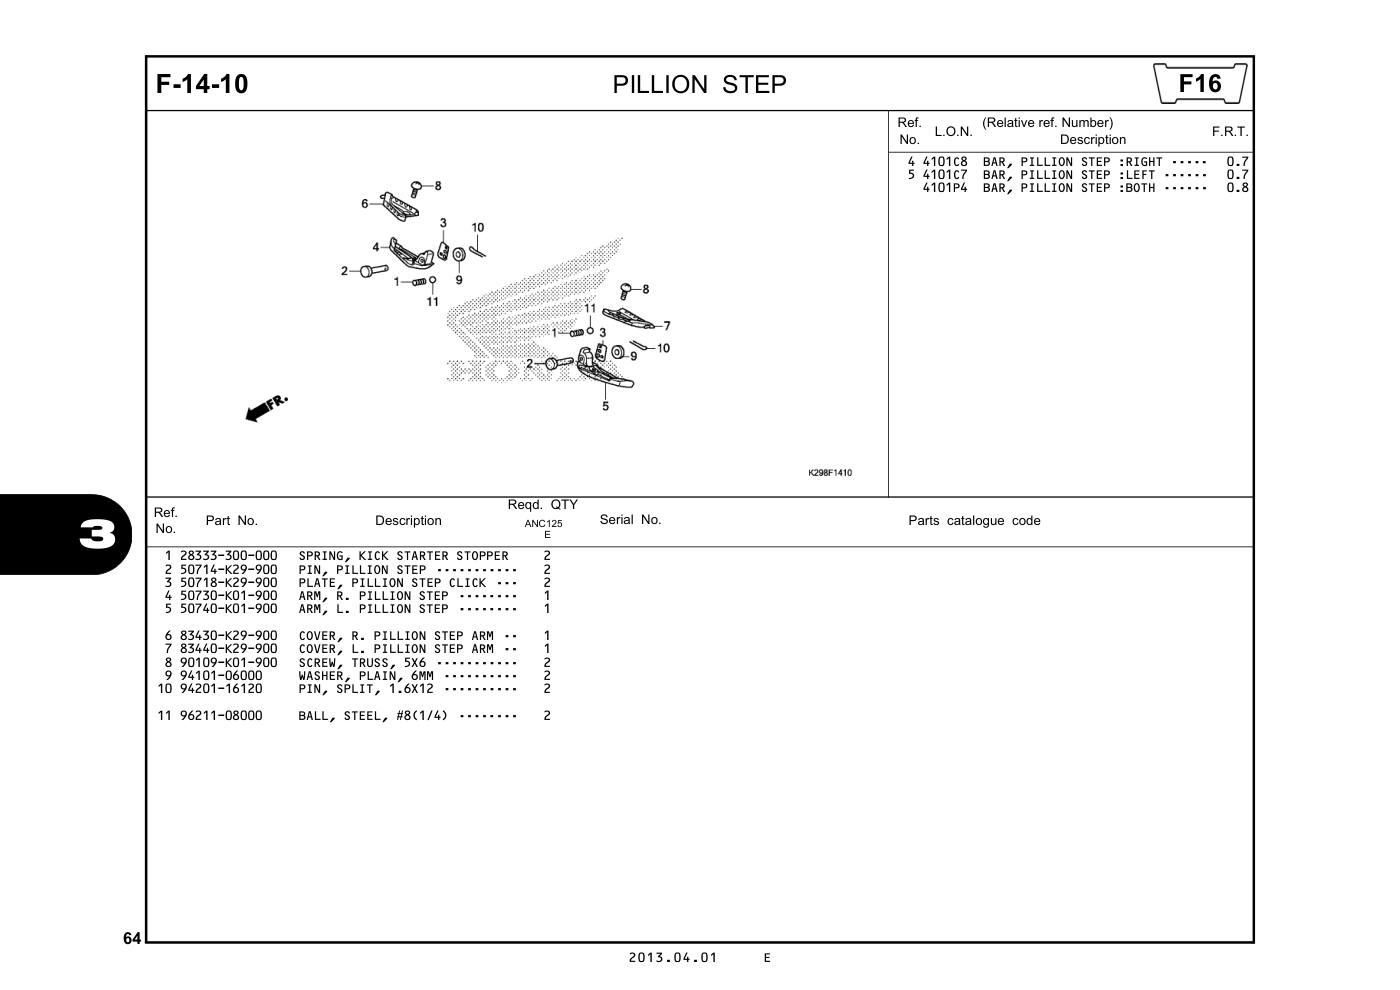 F-14-10 PILLION STEP F16
Ref. No. L.O.N. (Relative ref. Number) Description F.R.T.
4 4101C8 BAR, PILLION STEP :RIGHT ----- 0.7
5 4101C7 BAR, PILLION STEP :LEFT ------ 0.7
4101P4 BAR, PILLION STEP :BOTH ------ 0.8
8
6
3
10
4
2
1
9
11
8
11
7
1
3
10
2
9
5
HONDA
FR.
K298F1410
3
Ref. No. Part No. Description Reqd. QTY ANC125 E Serial No. Parts catalogue code
1 28333-300-000 SPRING, KICK STARTER STOPPER 2
2 50714-K29-900 PIN, PILLION STEP ----------- 2
3 50718-K29-900 PLATE, PILLION STEP CLICK --- 2
4 50730-K01-900 ARM, R. PILLION STEP -------- 1
5 50740-K01-900 ARM, L. PILLION STEP -------- 1
6 83430-K29-900 COVER, R. PILLION STEP ARM -- 1
7 83440-K29-900 COVER, L. PILLION STEP ARM -- 1
8 90109-K01-900 SCREW, TRUSS, 5X6 ----------- 2
9 94101-06000 WASHER, PLAIN, 6MM ---------- 2
10 94201-16120 PIN, SPLIT, 1.6X12 ---------- 2
11 96211-08000 BALL, STEEL, #8(1/4) -------- 2
64
2013.04.01 E